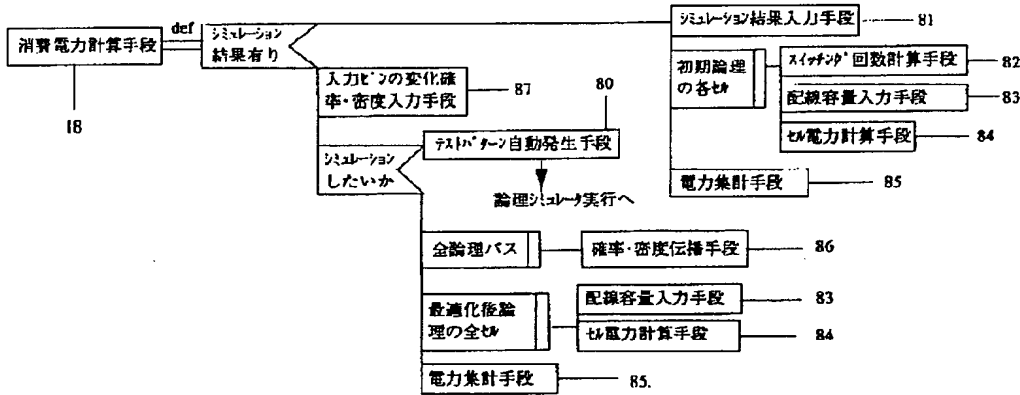 消費電力計算手段
18
def
シミュレーション
結果有り
シミュレーション結果入力手段
81
初期論理
の各セル
スイッチング回数計算手段
82
配線容量入力手段
83
セル電力計算手段
84
電力集計手段
85
入力ピンの変化確
率・密度入力手段
87
シミュレーション
したいか
80
テストパターン自動発生手段
論理シミュレータ実行へ
全論理パス
確率・密度伝播手段
86
最適化後論
理の全セル
配線容量入力手段
83
セル電力計算手段
84
電力集計手段
85.